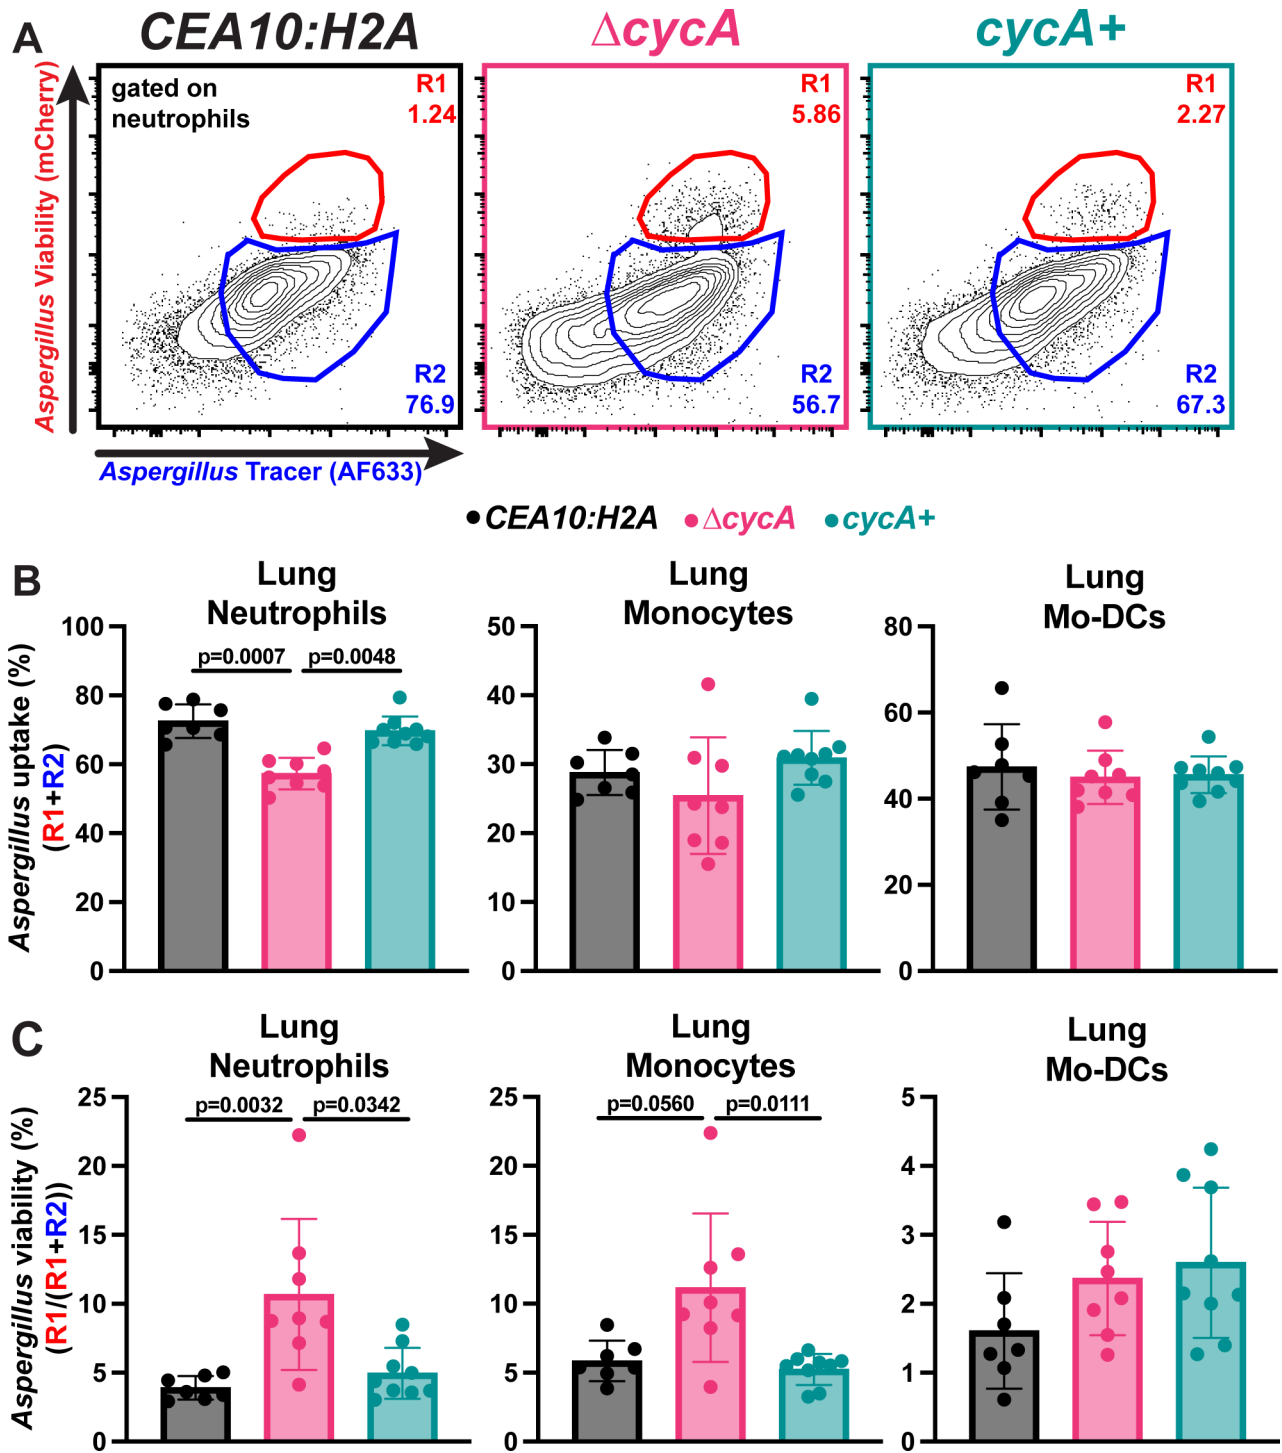 A
CEA10:H2A
ΔcycA
cycA+
Aspergillus Viability (mCherry)
gated on
neutrophils
R1
1.24
R2
76.9
R1
5.86
R2
56.7
R1
2.27
R2
67.3
Aspergillus Tracer (AF633)
CEA10:H2A
ΔcycA
cycA+
B
Aspergillus uptake (%)
(R1+R2)
Lung
Neutrophils
100
80
60
40
20
0
p=0.0007
p=0.0048
Lung
Monocytes
50
40
30
20
10
0
Lung
Mo-DCs
80
60
40
20
0
C
Aspergillus viability (%)
(R1/(R1+R2))
Lung
Neutrophils
25
20
15
10
5
0
p=0.0032
p=0.0342
Lung
Monocytes
25
20
15
10
5
0
p=0.0560
p=0.0111
Lung
Mo-DCs
5
4
3
2
1
0